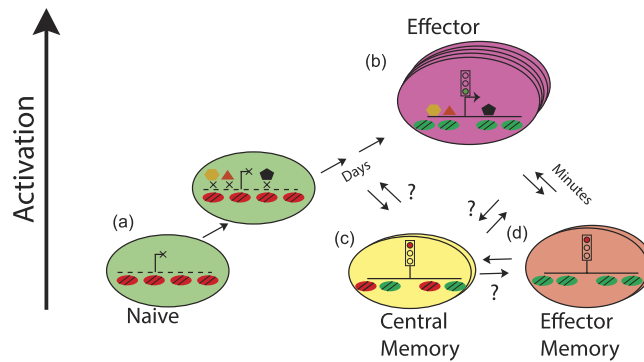 Effector
(b)
Activation
Days
Minutes
?
?
(a)
(c)
(d)
?
Naive
Central
Memory
Effector
Memory